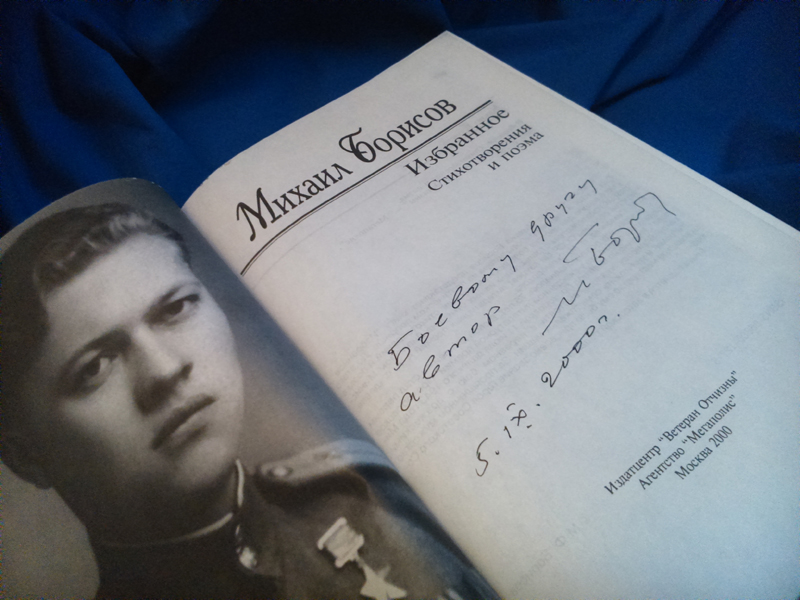 Михаил Борисов
Избранное
Стихотворения
и поэма
Боевому другу
автор
5. IX. 2000г.
Издатцентр "Ветеран Отчизны"
Агентство "Мегаполис"
Москва 2000